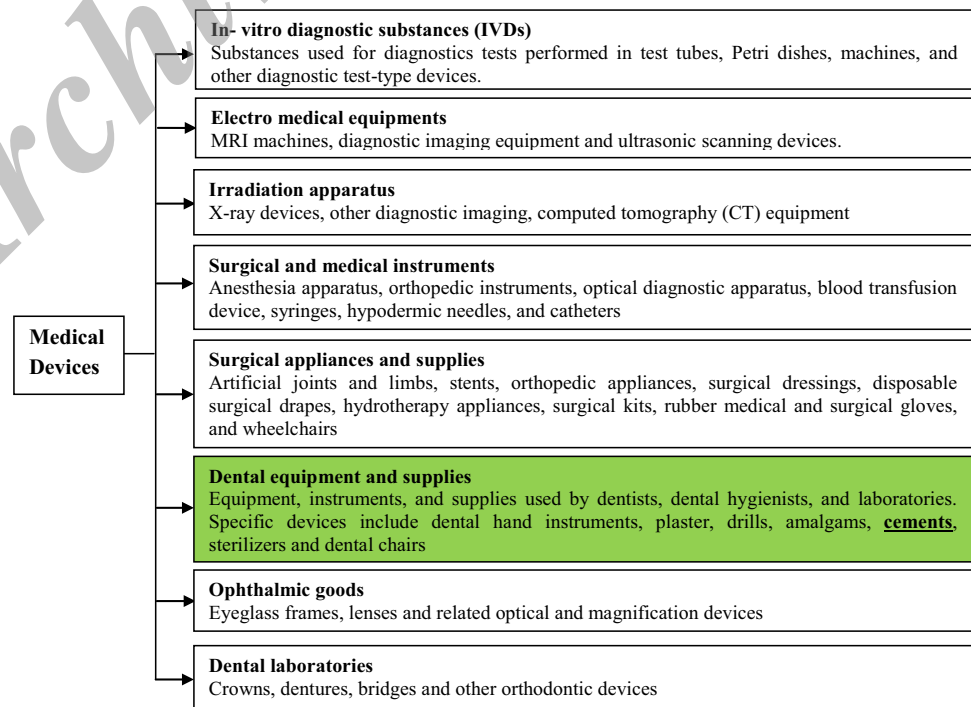 In- vitro diagnostic substances (IVDs)
Substances used for diagnostics tests performed in test tubes, Petri dishes, machines, and
other diagnostic test-type devices.
Electro medical equipments
MRI machines, diagnostic imaging equipment and ultrasonic scanning devices.
Irradiation apparatus
X-ray devices, other diagnostic imaging, computed tomography (CT) equipment
Surgical and medical instruments
Anesthesia apparatus, orthopedic instruments, optical diagnostic apparatus, blood transfusion
device, syringes, hypodermic needles, and catheters
Medical
Devices
Surgical appliances and supplies
Artificial joints and limbs, stents, orthopedic appliances, surgical dressings, disposable
surgical drapes, hydrotherapy appliances, surgical kits, rubber medical and surgical gloves,
and wheelchairs
Dental equipment and supplies
Equipment, instruments, and supplies used by dentists, dental hygienists, and laboratories.
Specific devices include dental hand instruments, plaster, drills, amalgams, cements,
sterilizers and dental chairs
Ophthalmic goods
Eyeglass frames, lenses and related optical and magnification devices
Dental laboratories
Crowns, dentures, bridges and other orthodontic devices